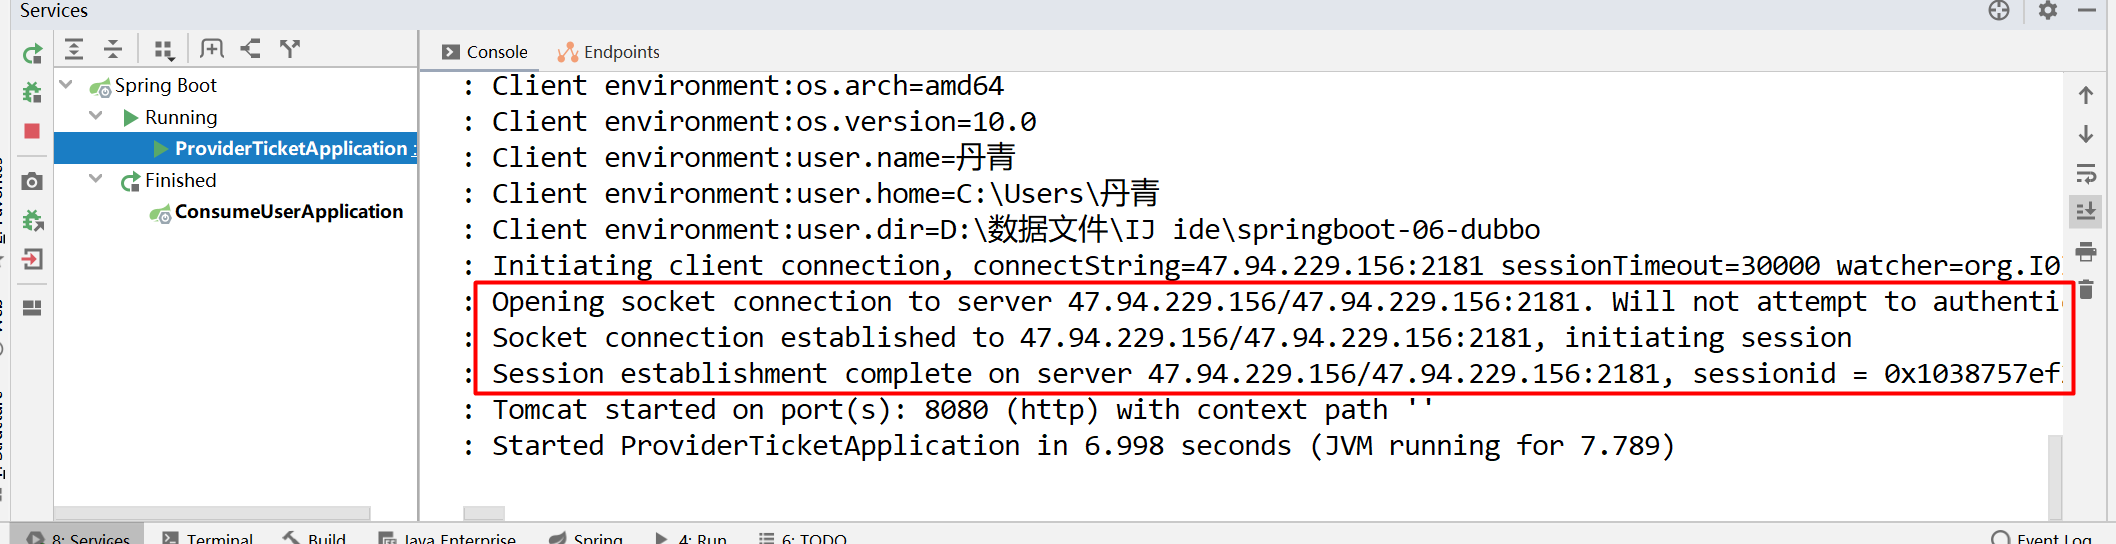 Services
Console
Endpoints
Spring Boot
Running
ProviderTicketApplication :
Finished
ConsumeUserApplication
: Client environment:os.arch=amd64
: Client environment:os.version=10.0
: Client environment:user.name=丹青
: Client environment:user.home=C:\Users\丹青
: Client environment:user.dir=D:\数据文件\IJ ide\springboot-06-dubbo
: Initiating client connection, connectString=47.94.229.156:2181 sessionTimeout=30000 watcher=org.I0
: Opening socket connection to server 47.94.229.156/47.94.229.156:2181. Will not attempt to authenti
: Socket connection established to 47.94.229.156/47.94.229.156:2181, initiating session
: Session establishment complete on server 47.94.229.156/47.94.229.156:2181, sessionid = 0x1038757ef
: Tomcat started on port(s): 8080 (http) with context path ''
: Started ProviderTicketApplication in 6.998 seconds (JVM running for 7.789)
8: Services
Terminal
Build
Java Enterprise
Spring
4: Run
6: TODO
Event Log